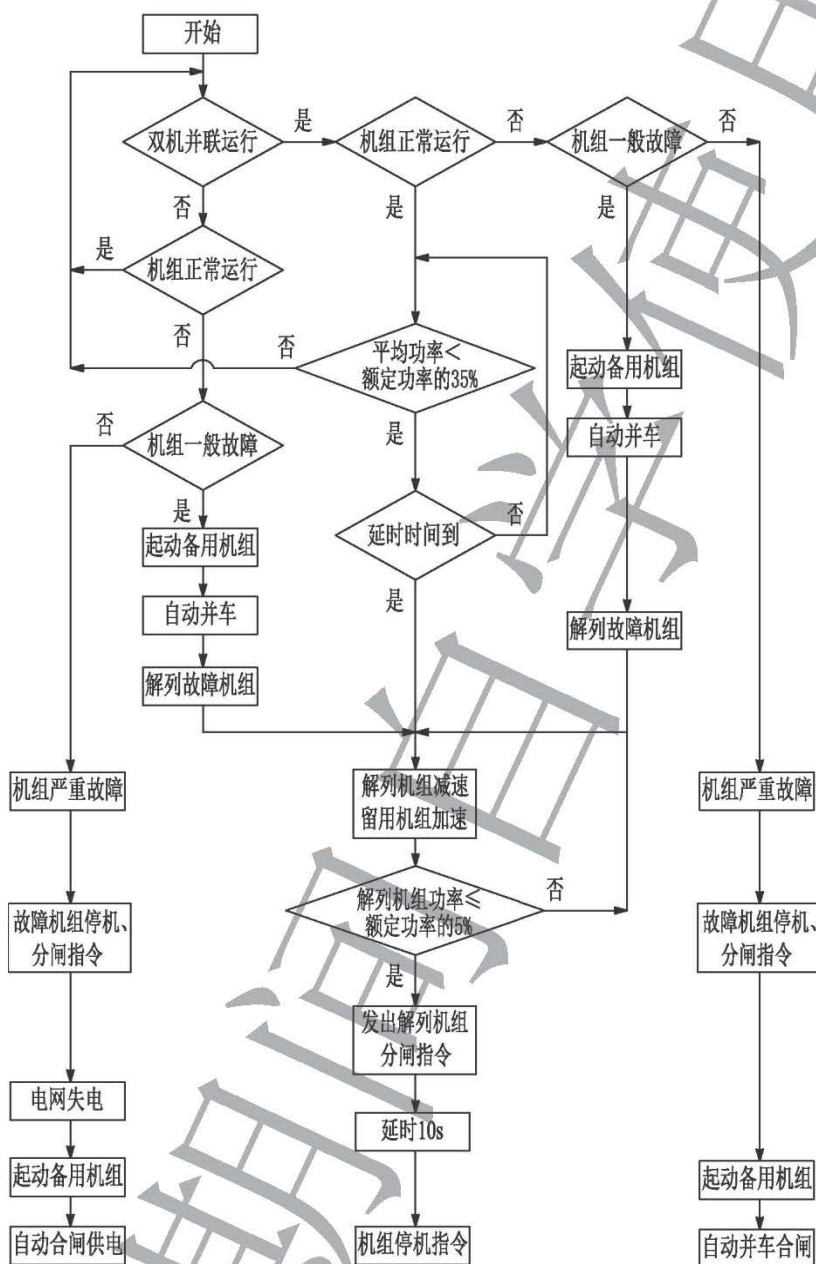 开始
双机并联运行
是
机组正常运行
否
机组一般故障
否
否
是
是
是
机组正常运行
否
否
平均功率<
额定功率的35%
起动备用机组
否
机组一般故障
是
自动并车
是
延时时间到
否
起动备用机组
是
自动并车
解列故障机组
解列故障机组
机组严重故障
解列机组减速
留用机组加速
机组严重故障
解列机组功率≤
额定功率的5%
否
故障机组停机、
分闸指令
故障机组停机、
分闸指令
是
发出解列机组
分闸指令
电网失电
延时10s
起动备用机组
起动备用机组
自动合闸供电
机组停机指令
自动并车合闸